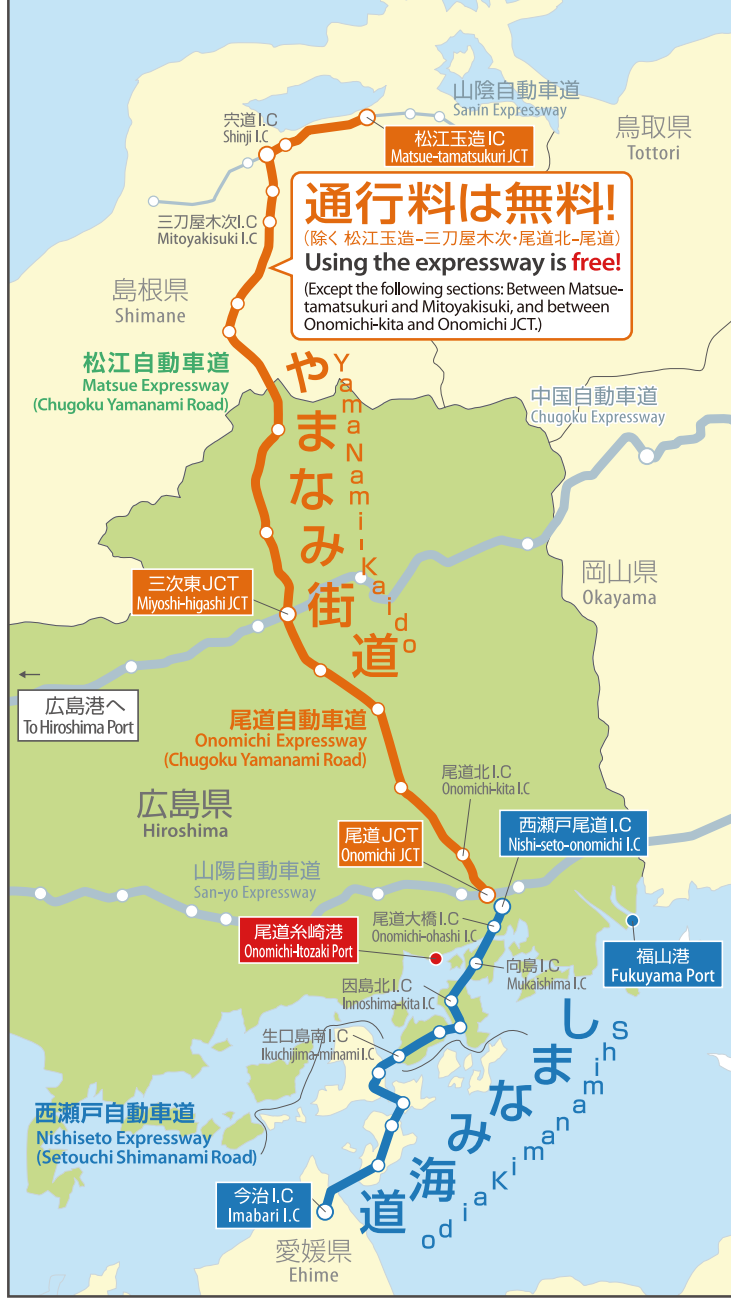 山陰自動車道
Sanin Expressway
宍道I.C
Shinji I.C
鳥取県
Tottori
松江玉造IC
Matsue-tamatsukuri JCT
通行料は無料!
(除く 松江玉造–三刀屋木次・尾道北–尾道)
Using the expressway is free!
(Except the following sections: Between Matsue-
tamatsukuri and Mitoyakisuki, and between
Onomichi-kita and Onomichi JCT.)
三刀屋木次I.C
Mitoyakisuki I.C
島根県
Shimane
松江自動車道
Matsue Expressway
(Chugoku Yamanami Road)
やまなみ街道
YamaNami-Kaido
中国自動車道
Chugoku Expressway
岡山県
Okayama
三次東JCT
Miyoshi-higashi JCT
←
広島港へ
To Hiroshima Port
尾道自動車道
Onomichi Expressway
(Chugoku Yamanami Road)
尾道北I.C
Onomichi-kita I.C
広島県
Hiroshima
尾道JCT
Onomichi JCT
西瀬戸尾道I.C
Nishi-seto-onomichi I.C
山陽自動車道
San-yo Expressway
尾道大橋I.C
Onomichi-ohashi I.C
尾道糸崎港
Onomichi-Itozaki Port
福山港
Fukuyama Port
向島I.C
Mukaishima I.C
因島北I.C
Innoshima-kita I.C
生口島南I.C
Ikuchijima-minami I.C
しまなみ海道
ShimanamiKaido
西瀬戸自動車道
Nishiseto Expressway
(Setouchi Shimanami Road)
今治I.C
Imabari I.C
愛媛県
Ehime